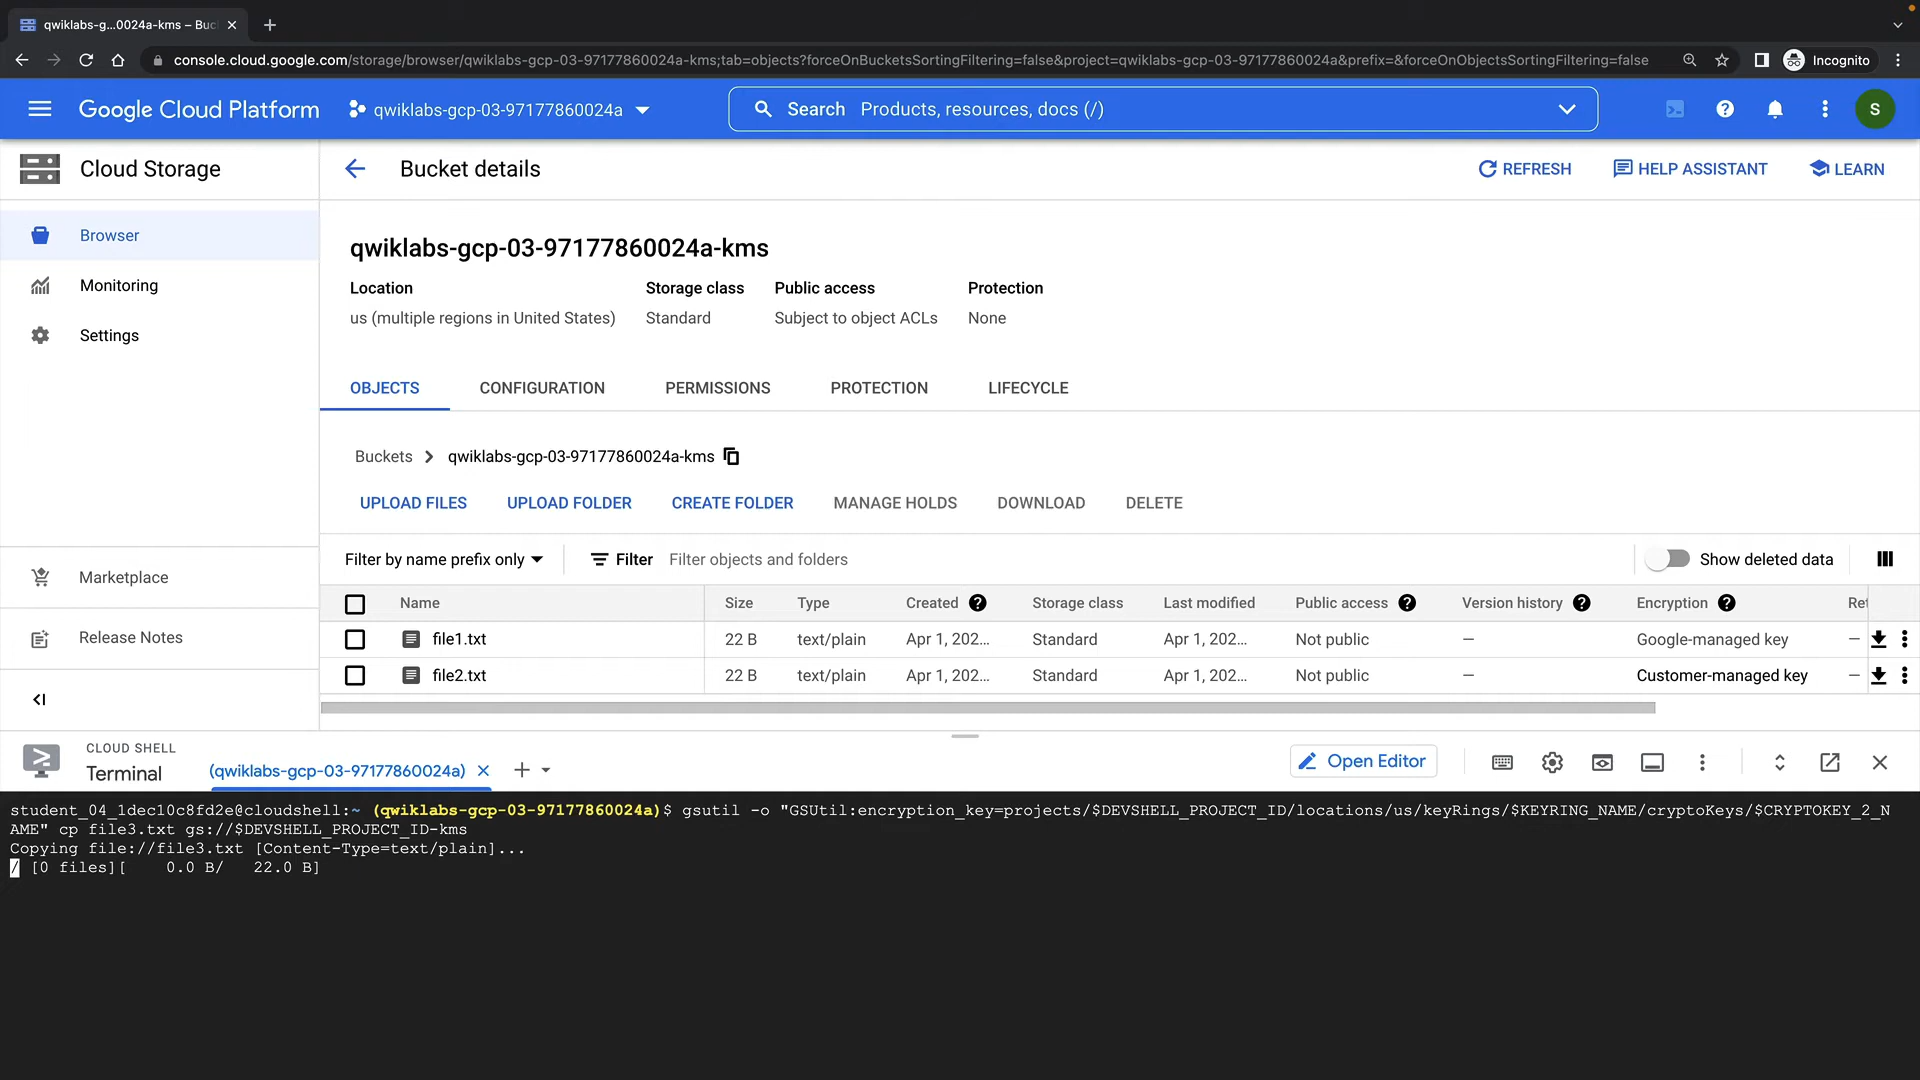 qwiklabs-g...0024a-kms – Buc
console.cloud.google.com/storage/browser/qwiklabs-gcp-03-97177860024a-kms;tab=objects?forceOnBucketsSortingFiltering=false&project=qwiklabs-gcp-03-97177860024a&prefix=&forceOnObjectsSortingFiltering=false
Incognito
Google Cloud Platform
qwiklabs-gcp-03-97177860024a
Search Products, resources, docs (/)
S
Cloud Storage
Bucket details
REFRESH
HELP ASSISTANT
LEARN
Browser
Monitoring
Settings
Marketplace
Release Notes
qwiklabs-gcp-03-97177860024a-kms
Location Storage class Public access Protection
us (multiple regions in United States) Standard Subject to object ACLs None
OBJECTS CONFIGURATION PERMISSIONS PROTECTION LIFECYCLE
Buckets > qwiklabs-gcp-03-97177860024a-kms
UPLOAD FILES UPLOAD FOLDER CREATE FOLDER MANAGE HOLDS DOWNLOAD DELETE
Filter by name prefix only Filter Filter objects and folders Show deleted data
Name Size Type Created Storage class Last modified Public access Version history Encryption Ret
file1.txt 22 B text/plain Apr 1, 202... Standard Apr 1, 202... Not public — Google-managed key —
file2.txt 22 B text/plain Apr 1, 202... Standard Apr 1, 202... Not public — Customer-managed key —
CLOUD SHELL
Terminal
(qwiklabs-gcp-03-97177860024a)
Open Editor
student_04_1dec10c8fd2e@cloudshell:~ (qwiklabs-gcp-03-97177860024a)$ gsutil -o "GSUtil:encryption_key=projects/$DEVSHELL_PROJECT_ID/locations/us/keyRings/$KEYRING_NAME/cryptoKeys/$CRYPTOKEY_2_N
AME" cp file3.txt gs://$DEVSHELL_PROJECT_ID-kms
Copying file://file3.txt [Content-Type=text/plain]...
/ [0 files][    0.0 B/   22.0 B]